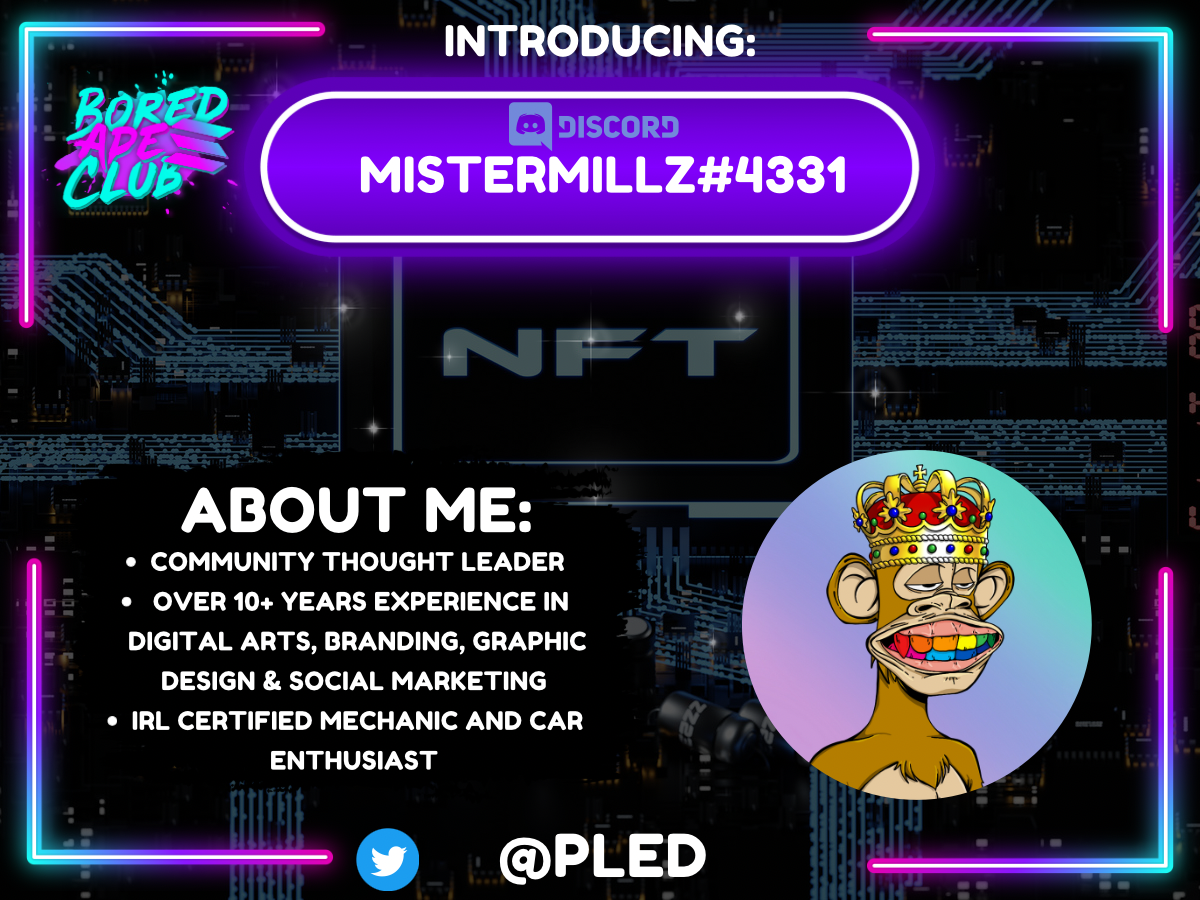 INTRODUCING:
BORED
APE
CLUB
DISCORD
MISTERMILLZ#4331
NFT
ABOUT ME:
• COMMUNITY THOUGHT LEADER
• OVER 10+ YEARS EXPERIENCE IN
DIGITAL ARTS, BRANDING, GRAPHIC
DESIGN & SOCIAL MARKETING
• IRL CERTIFIED MECHANIC AND CAR
ENTHUSIAST
@PLED